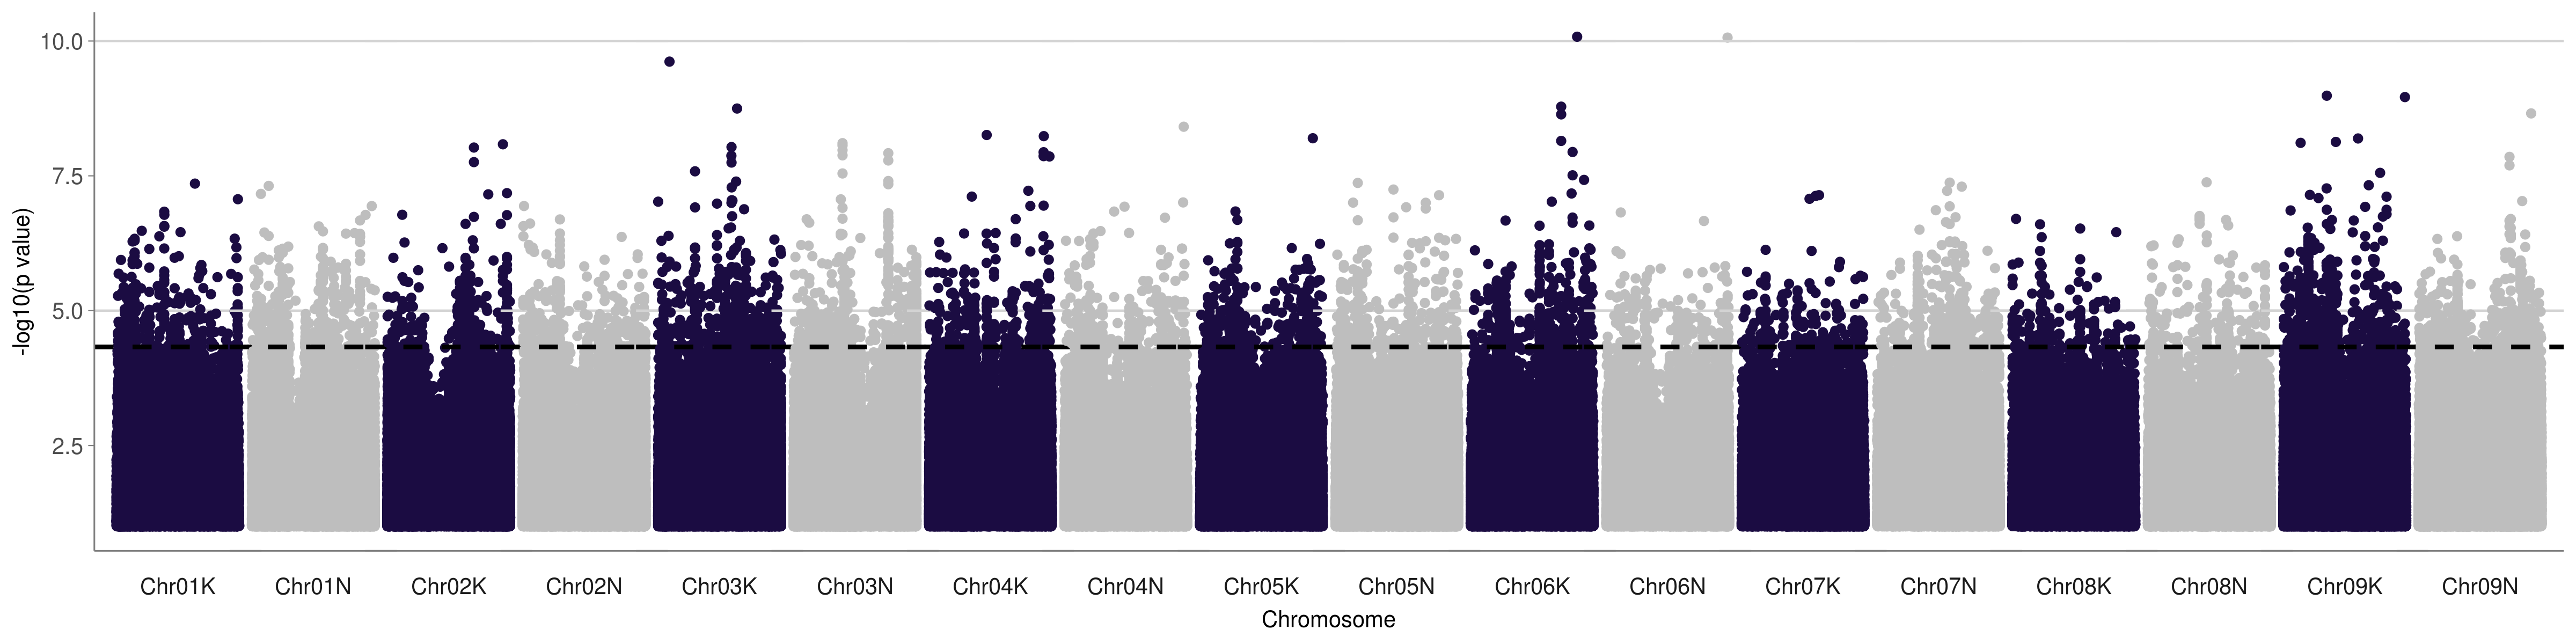 -log10(p value)
10.0
7.5
5.0
2.5
Chr01K Chr01N Chr02K Chr02N Chr03K Chr03N Chr04K Chr04N Chr05K Chr05N Chr06K Chr06N Chr07K Chr07N Chr08K Chr08N Chr09K Chr09N
Chromosome